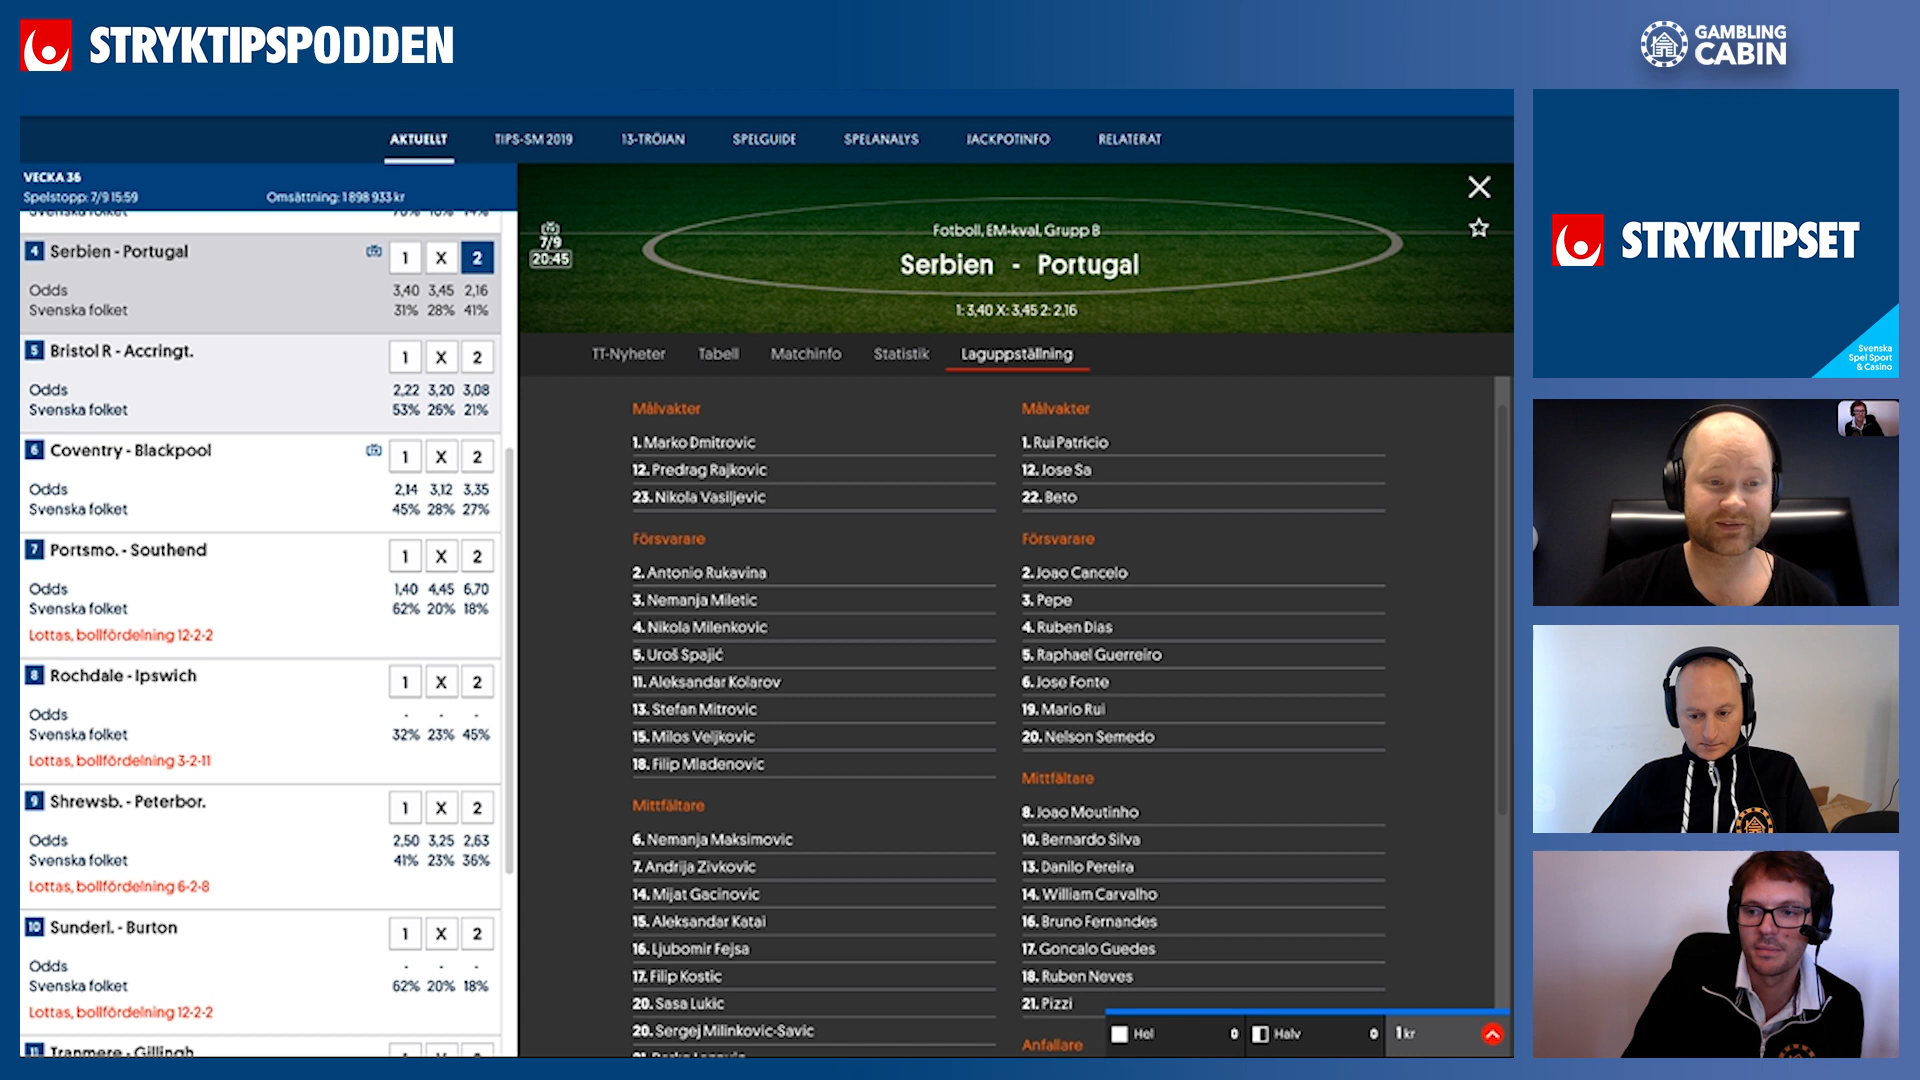 STRYKTIPSPODDEN
GAMBLING
CABIN
AKTUELLT
TIPS-SM 2019
13-TRÖJAN
SPELGUIDE
SPELANALYS
JACKPOTINFO
RELATERAT
VECKA 36
Spelstopp: 7/9 15:59
Omsättning: 1 898 933 kr
4 Serbien - Portugal 1 X 2
Odds 3,40 3,45 2,16
Svenska folket 31% 28% 41%
5 Bristol R - Accringt. 1 X 2
Odds 2,22 3,20 3,08
Svenska folket 53% 26% 21%
6 Coventry - Blackpool 1 X 2
Odds 2,14 3,12 3,35
Svenska folket 45% 28% 27%
7 Portsmo. - Southend 1 X 2
Odds 1,40 4,45 6,70
Svenska folket 62% 20% 18%
Lottas, bollfördelning 12-2-2
8 Rochdale - Ipswich 1 X 2
Odds - - -
Svenska folket 32% 23% 45%
Lottas, bollfördelning 3-2-11
9 Shrewsb. - Peterbor. 1 X 2
Odds 2,50 3,25 2,63
Svenska folket 41% 23% 36%
Lottas, bollfördelning 6-2-8
10 Sunderl. - Burton 1 X 2
Odds - - -
Svenska folket 62% 20% 18%
Lottas, bollfördelning 12-2-2
11 Tranmere - Gillingh
7/9
20:45
Fotboll, EM-kval, Grupp B
Serbien - Portugal
1: 3,40 X: 3,45 2: 2,16
TT-Nyheter
Tabell
Matchinfo
Statistik
Laguppställning
Målvakter
1. Marko Dmitrovic
12. Predrag Rajkovic
23. Nikola Vasiljevic
Försvarare
2. Antonio Rukavina
3. Nemanja Miletic
4. Nikola Milenkovic
5. Uroš Spajić
11. Aleksandar Kolarov
13. Stefan Mitrovic
15. Milos Veljkovic
18. Filip Mladenovic
Mittfältare
6. Nemanja Maksimovic
7. Andrija Zivkovic
14. Mijat Gacinovic
15. Aleksandar Katai
16. Ljubomir Fejsa
17. Filip Kostic
20. Sasa Lukic
20. Sergej Milinkovic-Savic
Målvakter
1. Rui Patricio
12. Jose Sa
22. Beto
Försvarare
2. Joao Cancelo
3. Pepe
4. Ruben Dias
5. Raphael Guerreiro
6. Jose Fonte
19. Mario Rui
20. Nelson Semedo
Mittfältare
8. Joao Moutinho
10. Bernardo Silva
13. Danilo Pereira
14. William Carvalho
16. Bruno Fernandes
17. Goncalo Guedes
18. Ruben Neves
21. Pizzi
Anfallare
Hel 0
Halv 0
1 kr
STRYKTIPSET
Svenska
Spel Sport
& Casino